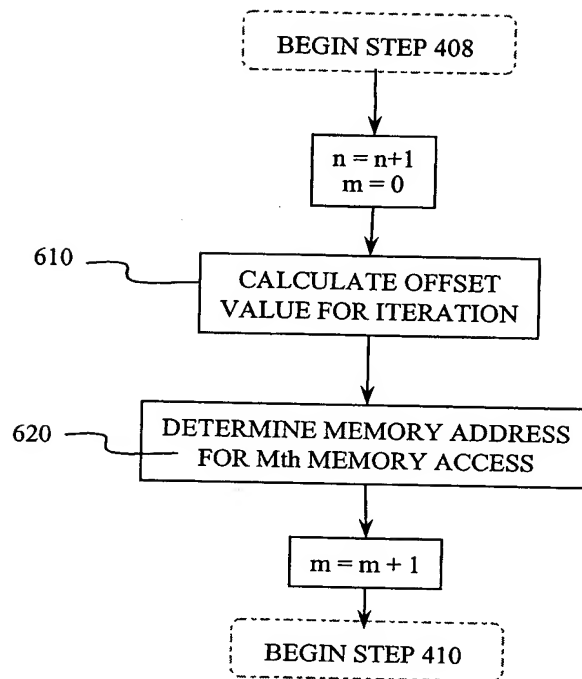 BEGIN STEP 408
n = n+1
m = 0
610
CALCULATE OFFSET
VALUE FOR ITERATION
620
DETERMINE MEMORY ADDRESS
FOR Mth MEMORY ACCESS
m = m + 1
BEGIN STEP 410